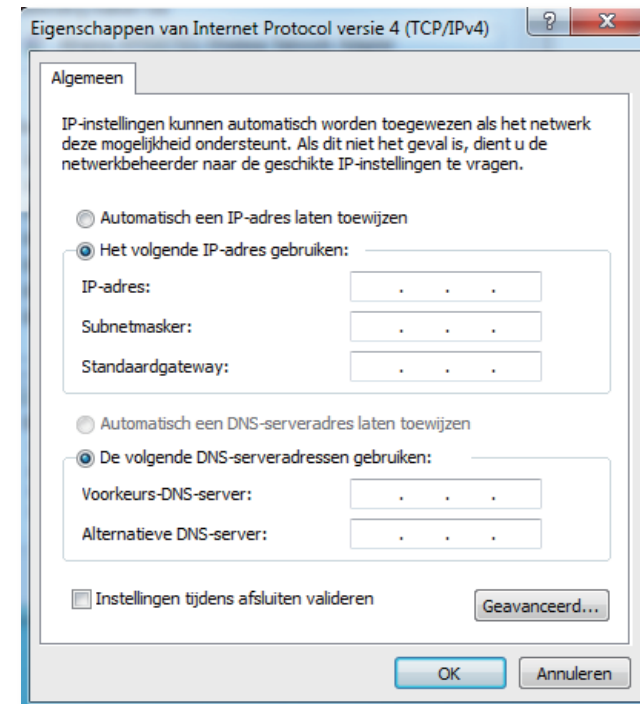 Eigenschappen van Internet Protocol versie 4 (TCP/IPv4)
Algemeen
IP-instellingen kunnen automatisch worden toegewezen als het netwerk
deze mogelijkheid ondersteunt. Als dit niet het geval is, dient u de
netwerkbeheerder naar de geschikte IP-instellingen te vragen.
Automatisch een IP-adres laten toewijzen
Het volgende IP-adres gebruiken:
IP-adres: . . .
Subnetmasker: . . .
Standaardgateway: . . .
Automatisch een DNS-serveradres laten toewijzen
De volgende DNS-serveradressen gebruiken:
Voorkeurs-DNS-server: . . .
Alternatieve DNS-server: . . .
Instellingen tijdens afsluiten valideren
Geavanceerd...
OK Annuleren